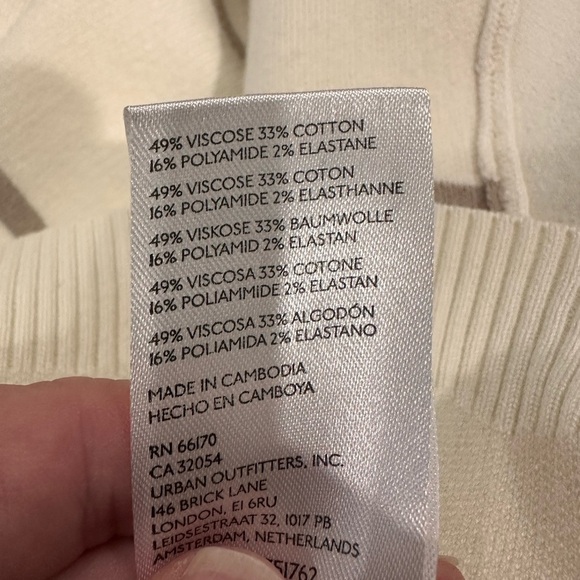 49% VISCOSE 33% COTTON
16% POLYAMIDE 2% ELASTANE
49% VISCOSE 33% COTON
16% POLYAMIDE 2% ELASTHANNE
49% VISKOSE 33% BAUMWOLLE
16% POLYAMID 2% ELASTAN
49% VISCOSA 33% COTONE
16% POLIAMMIDE 2% ELASTAN
49% VISCOSA 33% ALGODÓN
16% POLIAMIDA 2% ELASTANO
MADE IN CAMBODIA
HECHO EN CAMBOYA
RN 66170
CA 32054
URBAN OUTFITTERS, INC.
146 BRICK LANE
LONDON, E1 6RU
LEIDSESTRAAT 32, 1017 PB
AMSTERDAM, NETHERLANDS